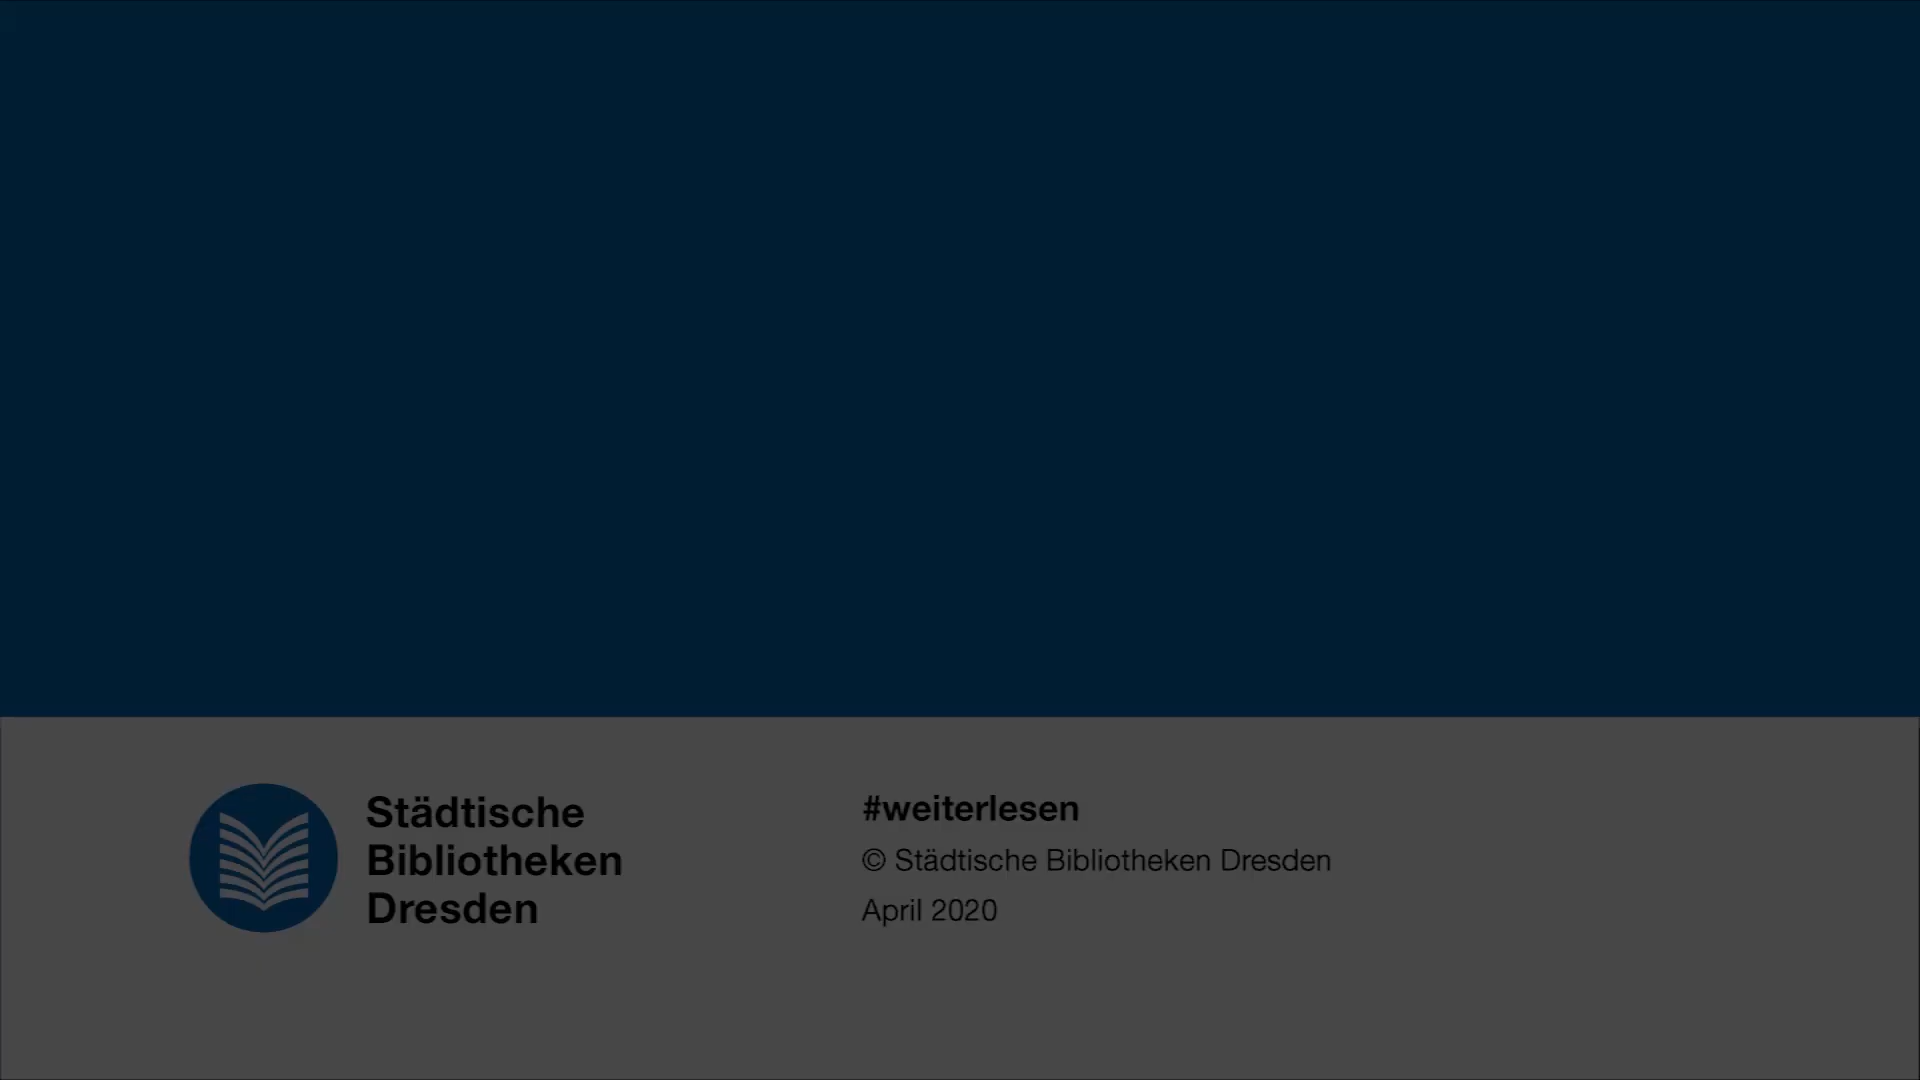 Städtische
Bibliotheken
Dresden
#weiterlesen
© Städtische Bibliotheken Dresden
April 2020